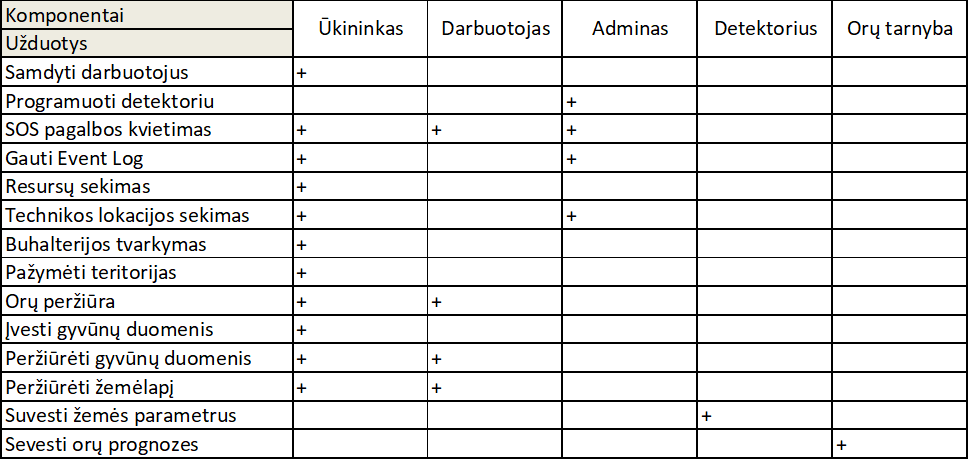 Komponentai
Užduotys
Ūkininkas Darbuotojas Adminas Detektorius Orų tarnyba
Samdyti darbuotojus +
Programuoti detektoriu +
SOS pagalbos kvietimas + + +
Gauti Event Log + +
Resursų sekimas +
Technikos lokacijos sekimas + +
Buhalterijos tvarkymas +
Pažymėti teritorijas +
Orų peržiūra + +
Įvesti gyvūnų duomenis +
Peržiūrėti gyvūnų duomenis + +
Peržiūrėti žemėlapį + +
Suvesti žemės parametrus +
Sevesti orų prognozes +